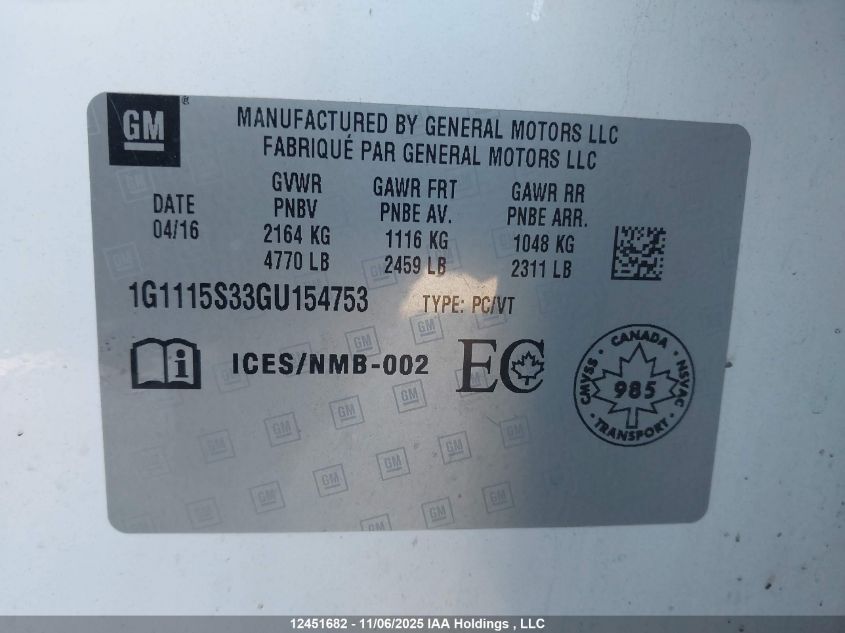 GM
MANUFACTURED BY GENERAL MOTORS LLC
FABRIQUÉ PAR GENERAL MOTORS LLC
DATE
04/16
GVWR
PNBV
2164 KG
4770 LB
GAWR FRT
PNBE AV.
1116 KG
2459 LB
GAWR RR
PNBE ARR.
1048 KG
2311 LB
1G1115S33GU154753 TYPE: PC/VT
i ICES/NMB-002 EC
CANADA
CMVSS · NSVAC
985
· TRANSPORT ·
12451682 - 11/06/2025 IAA Holdings , LLC